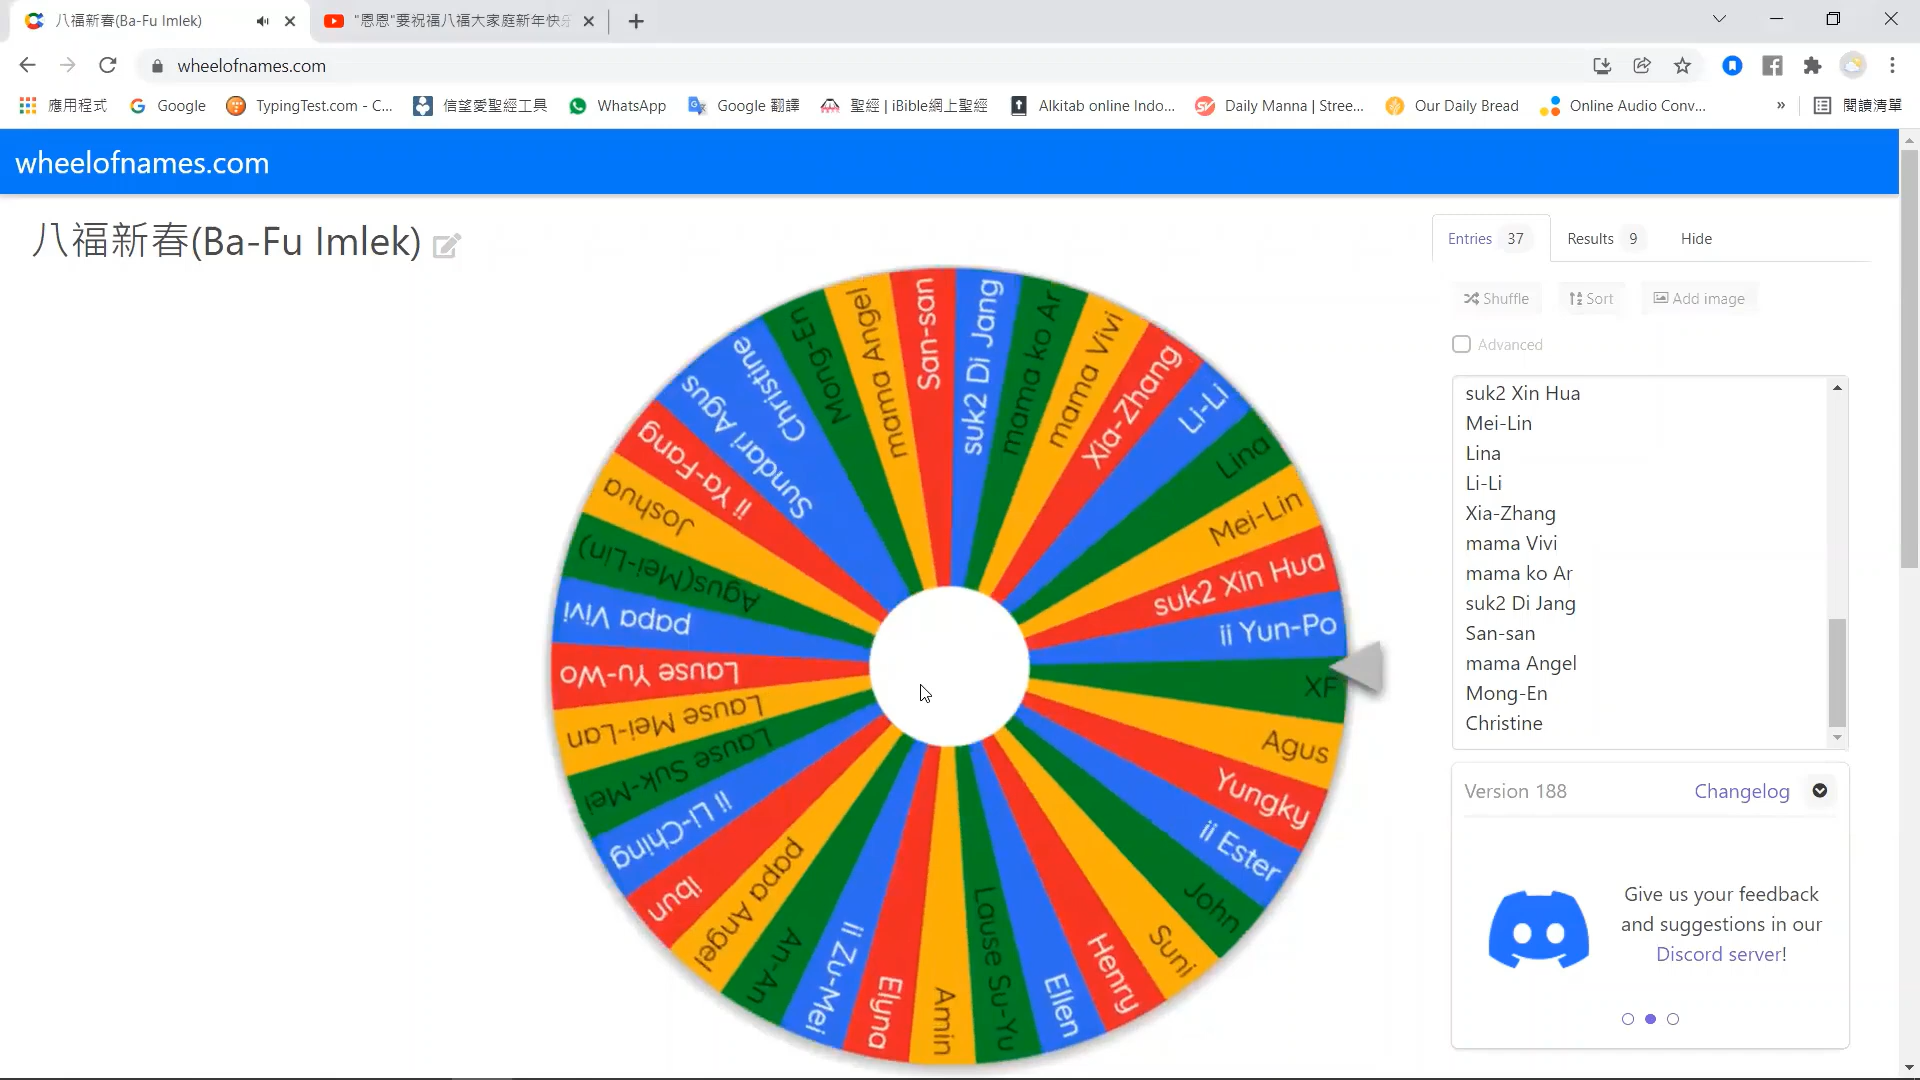 八福新春(Ba-Fu Imlek)
"恩恩"要祝福八福大家庭新年快
wheelofnames.com
應用程式
Google
TypingTest.com - C...
信望愛聖經工具
WhatsApp
Google 翻譯
聖經 | iBible網上聖經
Alkitab online Indo...
Daily Manna | Stree...
Our Daily Bread
Online Audio Conv...
»
閱讀清單
wheelofnames.com
八福新春(Ba-Fu Imlek)
Entries 37
Results 9
Hide
Shuffle
Sort
Add image
Advanced
suk2 Xin Hua
Mei-Lin
Lina
Li-Li
Xia-Zhang
mama Vivi
mama ko Ar
suk2 Di Jang
San-san
mama Angel
Mong-En
Christine
San-san
suk2 Di Jang
mama ko Ar
mama Vivi
Xia-Zhang
Li-Li
Lina
Mei-Lin
suk2 Xin Hua
ii Yun-Po
XF
Agus
Yungky
ii Ester
John
Suni
Henry
Ellen
Lause Su-Yu
Amin
Elyna
ii Zu-Mei
An-An
papa Angel
Ibun
ii Li-Ching
Lause Suk-Mei
Lause Mei-Lan
Lause Yu-Wo
papa Vivi
Agus(Mei-Lin)
Joshua
ii Ya-Fang
Sundari Agus
Christine
Mong-En
mama Angel
Version 188
Changelog
Give us your feedback
and suggestions in our
Discord server!